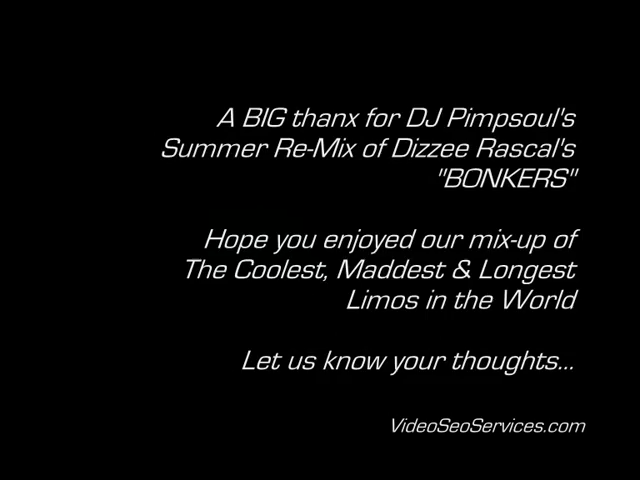 A BIG thanx for DJ Pimpsoul's
Summer Re-Mix of Dizzee Rascal's
"BONKERS"
Hope you enjoyed our mix-up of
The Coolest, Maddest & Longest
Limos in the World
Let us know your thoughts...
VideoSeoServices.com